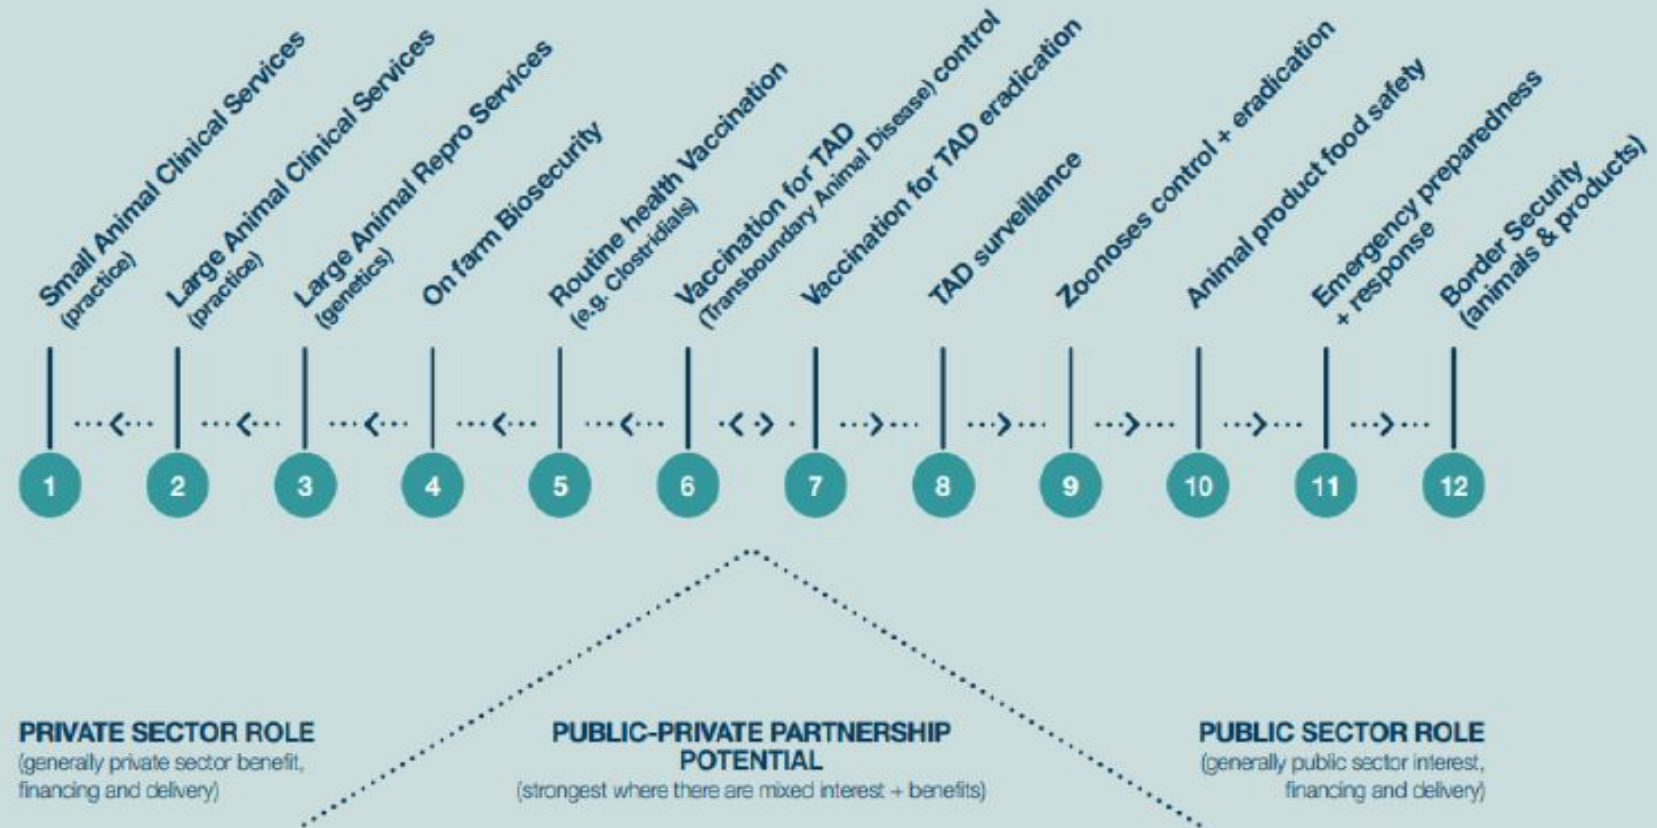 Small Animal Clinical Services
(practice)
Large Animal Clinical Services
(practice)
Large Animal Repro Services
(genetics)
On farm Biosecurity
Routine health Vaccination
(e.g. Clostridials)
Vaccination for TAD
(Transboundary Animal Disease) control
Vaccination for TAD eradication
TAD surveillance
Zoonoses control + eradication
Animal product food safety
Emergency preparedness
+ response
Border Security
(animals & products)
1 2 3 4 5 6 7 8 9 10 11 12
PRIVATE SECTOR ROLE
(generally private sector benefit,
financing and delivery)
PUBLIC-PRIVATE PARTNERSHIP
POTENTIAL
(strongest where there are mixed interest + benefits)
PUBLIC SECTOR ROLE
(generally public sector interest,
financing and delivery)